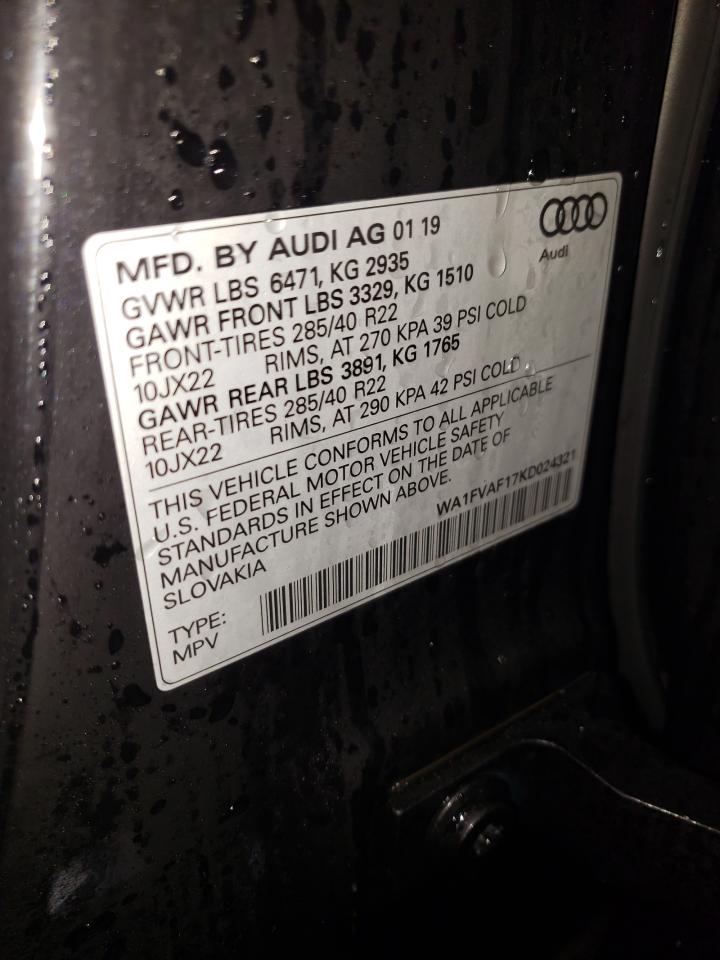 MFD. BY AUDI AG 01 19
Audi
GVWR LBS 6471, KG 2935
GAWR FRONT LBS 3329, KG 1510
FRONT-TIRES 285/40 R22
10JX22 RIMS, AT 270 KPA 39 PSI COLD
GAWR REAR LBS 3891, KG 1765
REAR-TIRES 285/40 R22
10JX22 RIMS, AT 290 KPA 42 PSI COLD
THIS VEHICLE CONFORMS TO ALL APPLICABLE
U.S. FEDERAL MOTOR VEHICLE SAFETY
STANDARDS IN EFFECT ON THE DATE OF
MANUFACTURE SHOWN ABOVE.
SLOVAKIA
WA1FVAF17KD024321
TYPE:
MPV